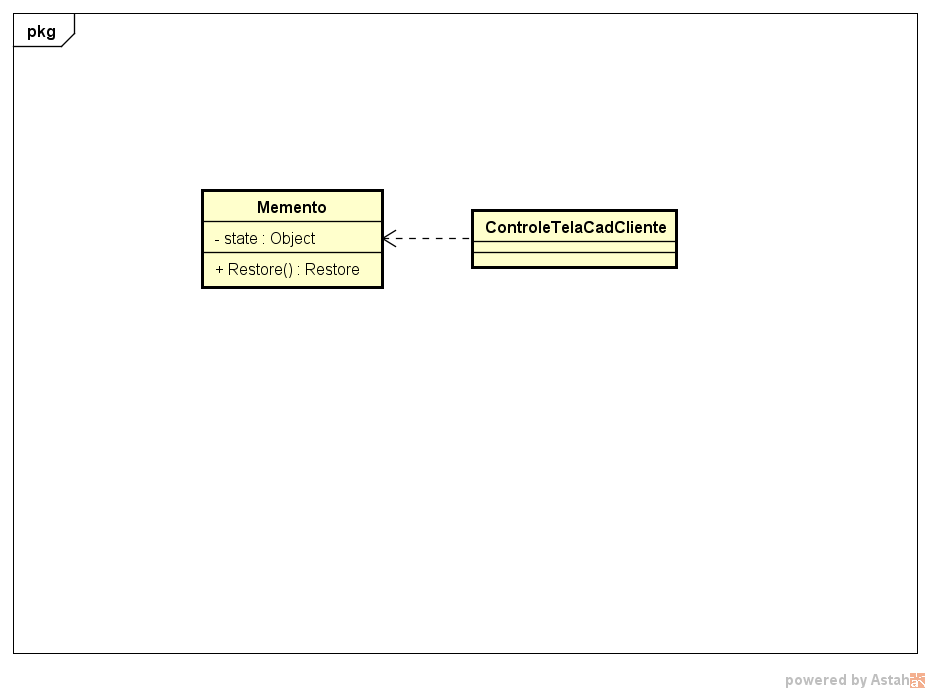 pkg
Memento
- state : Object
+ Restore() : Restore
ControleTelaCadCliente
powered by Astah